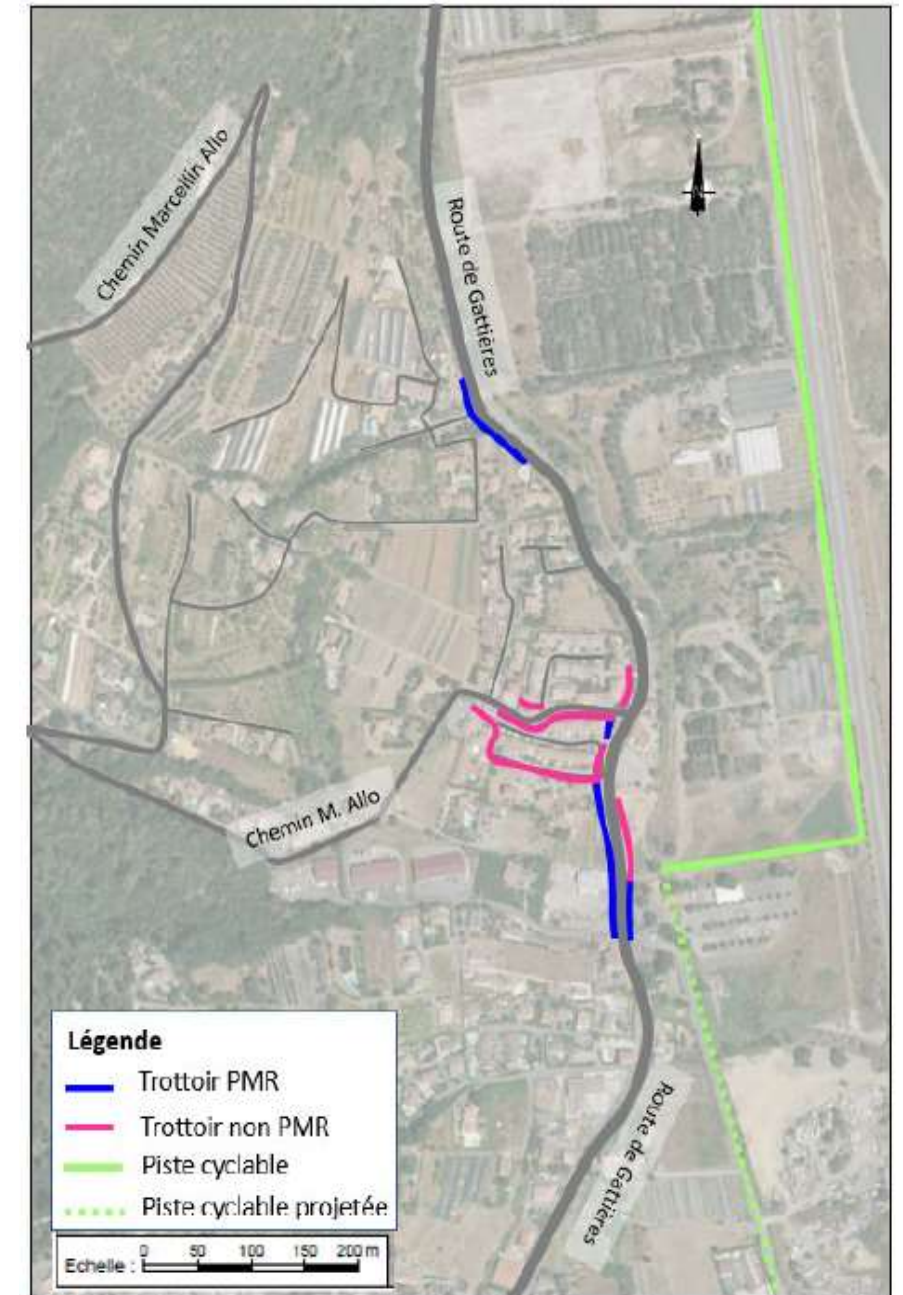 Chemin Marcellin Allo
Route de Gattières
Chemin M. Allo
Route de Gattières
Légende
Trottoir PMR
Trottoir non PMR
Piste cyclable
Piste cyclable projetée
Echelle : 0 50 100 150 200 m